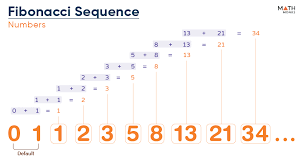 Fibonacci Sequence
MATH
MONKS
Numbers
13 + 21 = 34
8 + 13 = 21
5 + 8 = 13
3 + 5 = 8
2 + 3 = 5
1 + 2 = 3
1 + 1 = 2
0 + 1 = 1
0 1 1 2 3 5 8 13 21 34 ...
Default